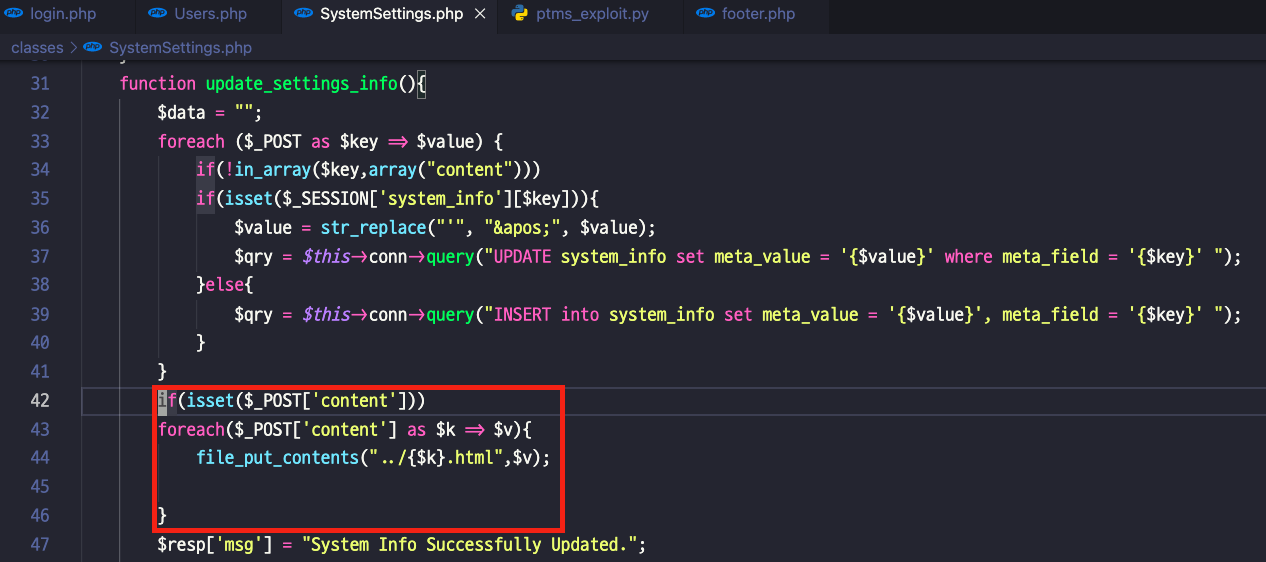 login.php Users.php SystemSettings.php × ptms_exploit.py footer.php
classes > SystemSettings.php
31 function update_settings_info(){
32 $data = "";
33 foreach ($_POST as $key => $value) {
34 if(!in_array($key,array("content")))
35 if(isset($_SESSION['system_info'][$key])){
36 $value = str_replace("'", "&apos;", $value);
37 $qry = $this->conn->query("UPDATE system_info set meta_value = '{$value}' where meta_field = '{$key}' ");
38 }else{
39 $qry = $this->conn->query("INSERT into system_info set meta_value = '{$value}', meta_field = '{$key}' ");
40 }
41 }
42 if(isset($_POST['content']))
43 foreach($_POST['content'] as $k => $v){
44 file_put_contents("../{$k}.html",$v);
45
46 }
47 $resp['msg'] = "System Info Successfully Updated.";